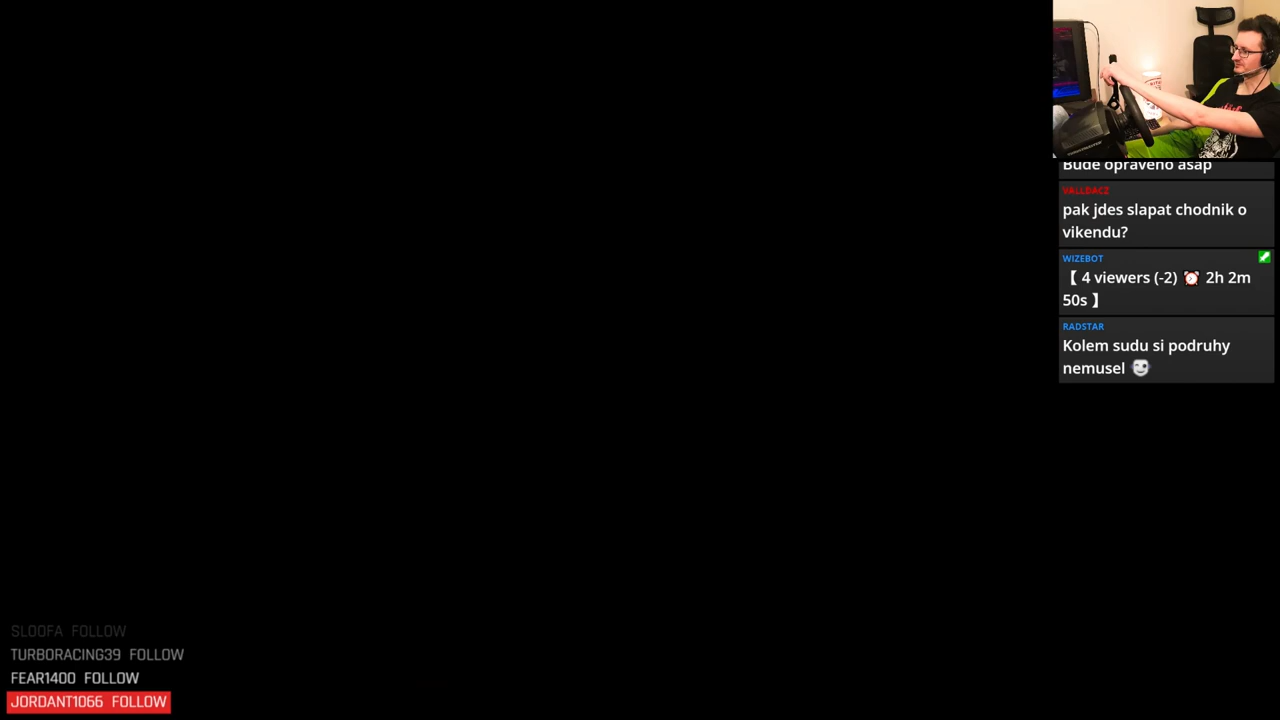 Bude opraveno asap
VALLDACZ
pak jdes slapat chodnik o
vikendu?
WIZEBOT
【 4 viewers (-2) ⏰ 2h 2m
50s 】
RADSTAR
Kolem sudu si podruhy
nemusel
SLOOFA FOLLOW
TURBORACING39 FOLLOW
FEAR1400 FOLLOW
JORDANT1066 FOLLOW